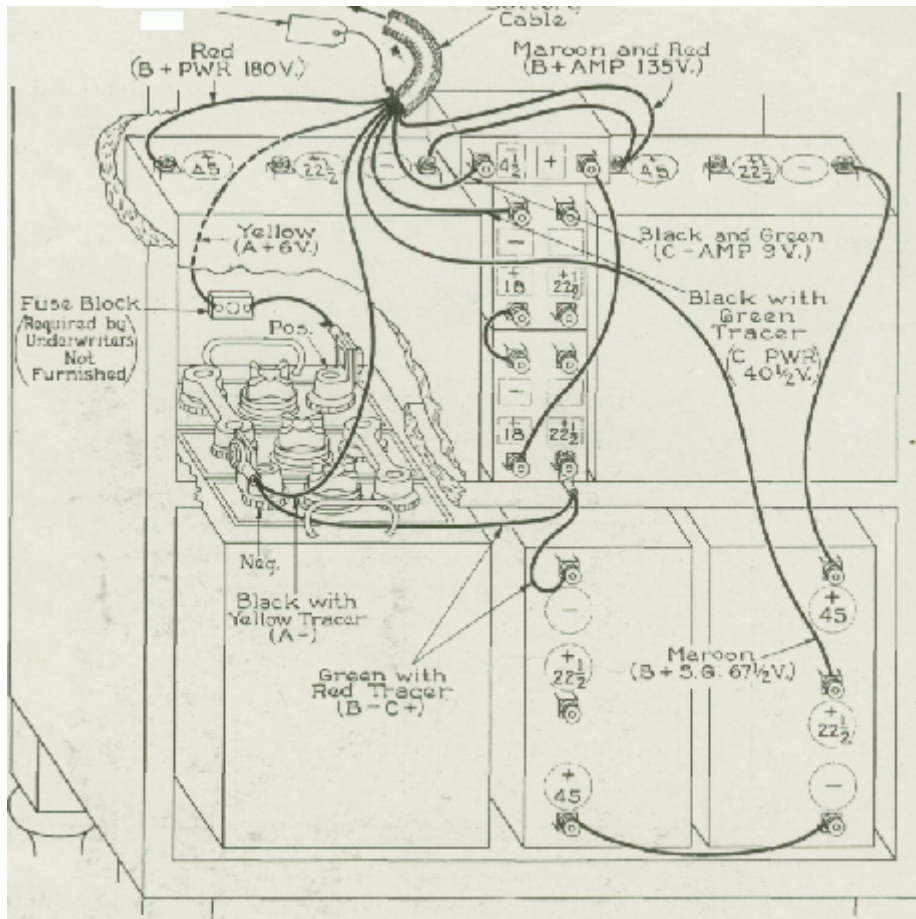 Cable
Red
(B + PWR 180V.)
Maroon and Red
(B + AMP 135V.)
+
45
+
22½
-
-
4½
+
+
45
+
22½
-
Yellow
(A + 6V.)
-
Black and Green
(C - AMP 9V.)
+
18
+
22½
Fuse Block
(Required by
Underwriters
Not
Furnished)
Pos.
Black with
Green
Tracer
(C PWR
40½V.)
-
+
18
+
22½
Neg.
Black with
Yellow Tracer
(A-)
-
+
45
Green with
Red Tracer
(B - C +)
+
22½
Maroon
(B + S.G. 67½V.)
+
22½
+
45
-